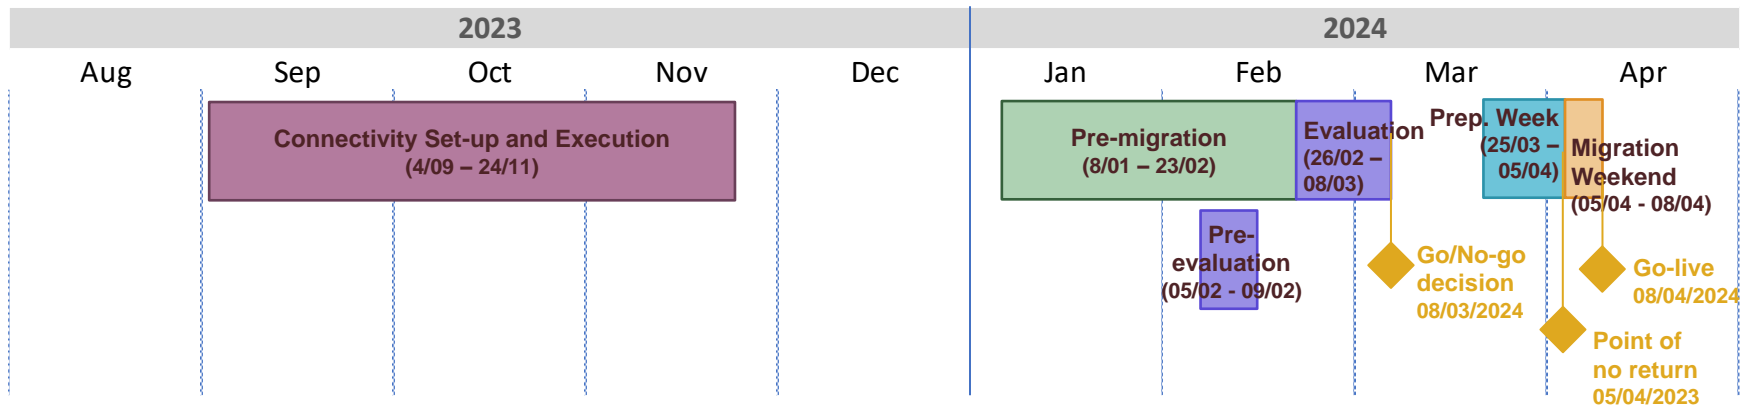 2023
2024
Aug
Sep
Oct
Nov
Dec
Jan
Feb
Mar
Apr
Connectivity Set-up and Execution
(4/09 – 24/11)
Pre-migration
(8/01 – 23/02)
Evaluation
(26/02 –
08/03)
Prep. Week
(25/03 –
05/04)
Migration
Weekend
(05/04 - 08/04)
Pre-
evaluation
(05/02 - 09/02)
Go/No-go
decision
08/03/2024
Go-live
08/04/2024
Point of
no return
05/04/2023